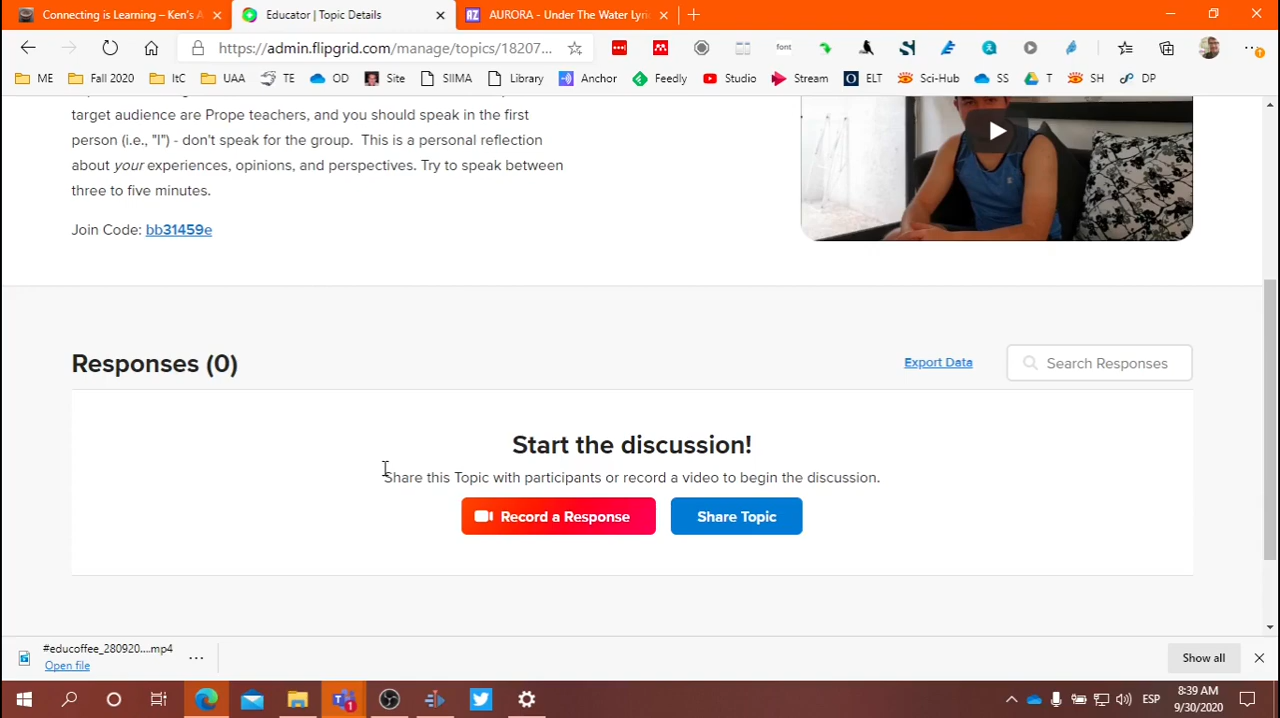 Connecting is Learning – Ken's A
Educator | Topic Details
AURORA - Under The Water Lyri
https://admin.flipgrid.com/manage/topics/18207...
font
ME
Fall 2020
ItC
UAA
TE
OD
Site
SIIMA
Library
Anchor
Feedly
Studio
Stream
ELT
Sci-Hub
SS
T
SH
DP
target audience are Prope teachers, and you should speak in the first
person (i.e., "I") - don't speak for the group. This is a personal reflection
about your experiences, opinions, and perspectives. Try to speak between
three to five minutes.
Join Code: bb31459e
Responses (0)
Export Data
Search Responses
Start the discussion!
Share this Topic with participants or record a video to begin the discussion.
Record a Response
Share Topic
#educoffee_280920....mp4
Open file
Show all
ESP
8:39 AM
9/30/2020